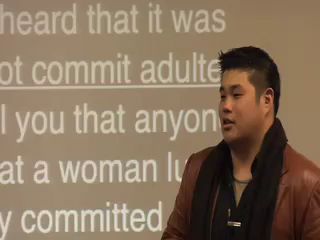 heard that it was
ot commit adulte
l you that anyon
at a woman lu
y committed